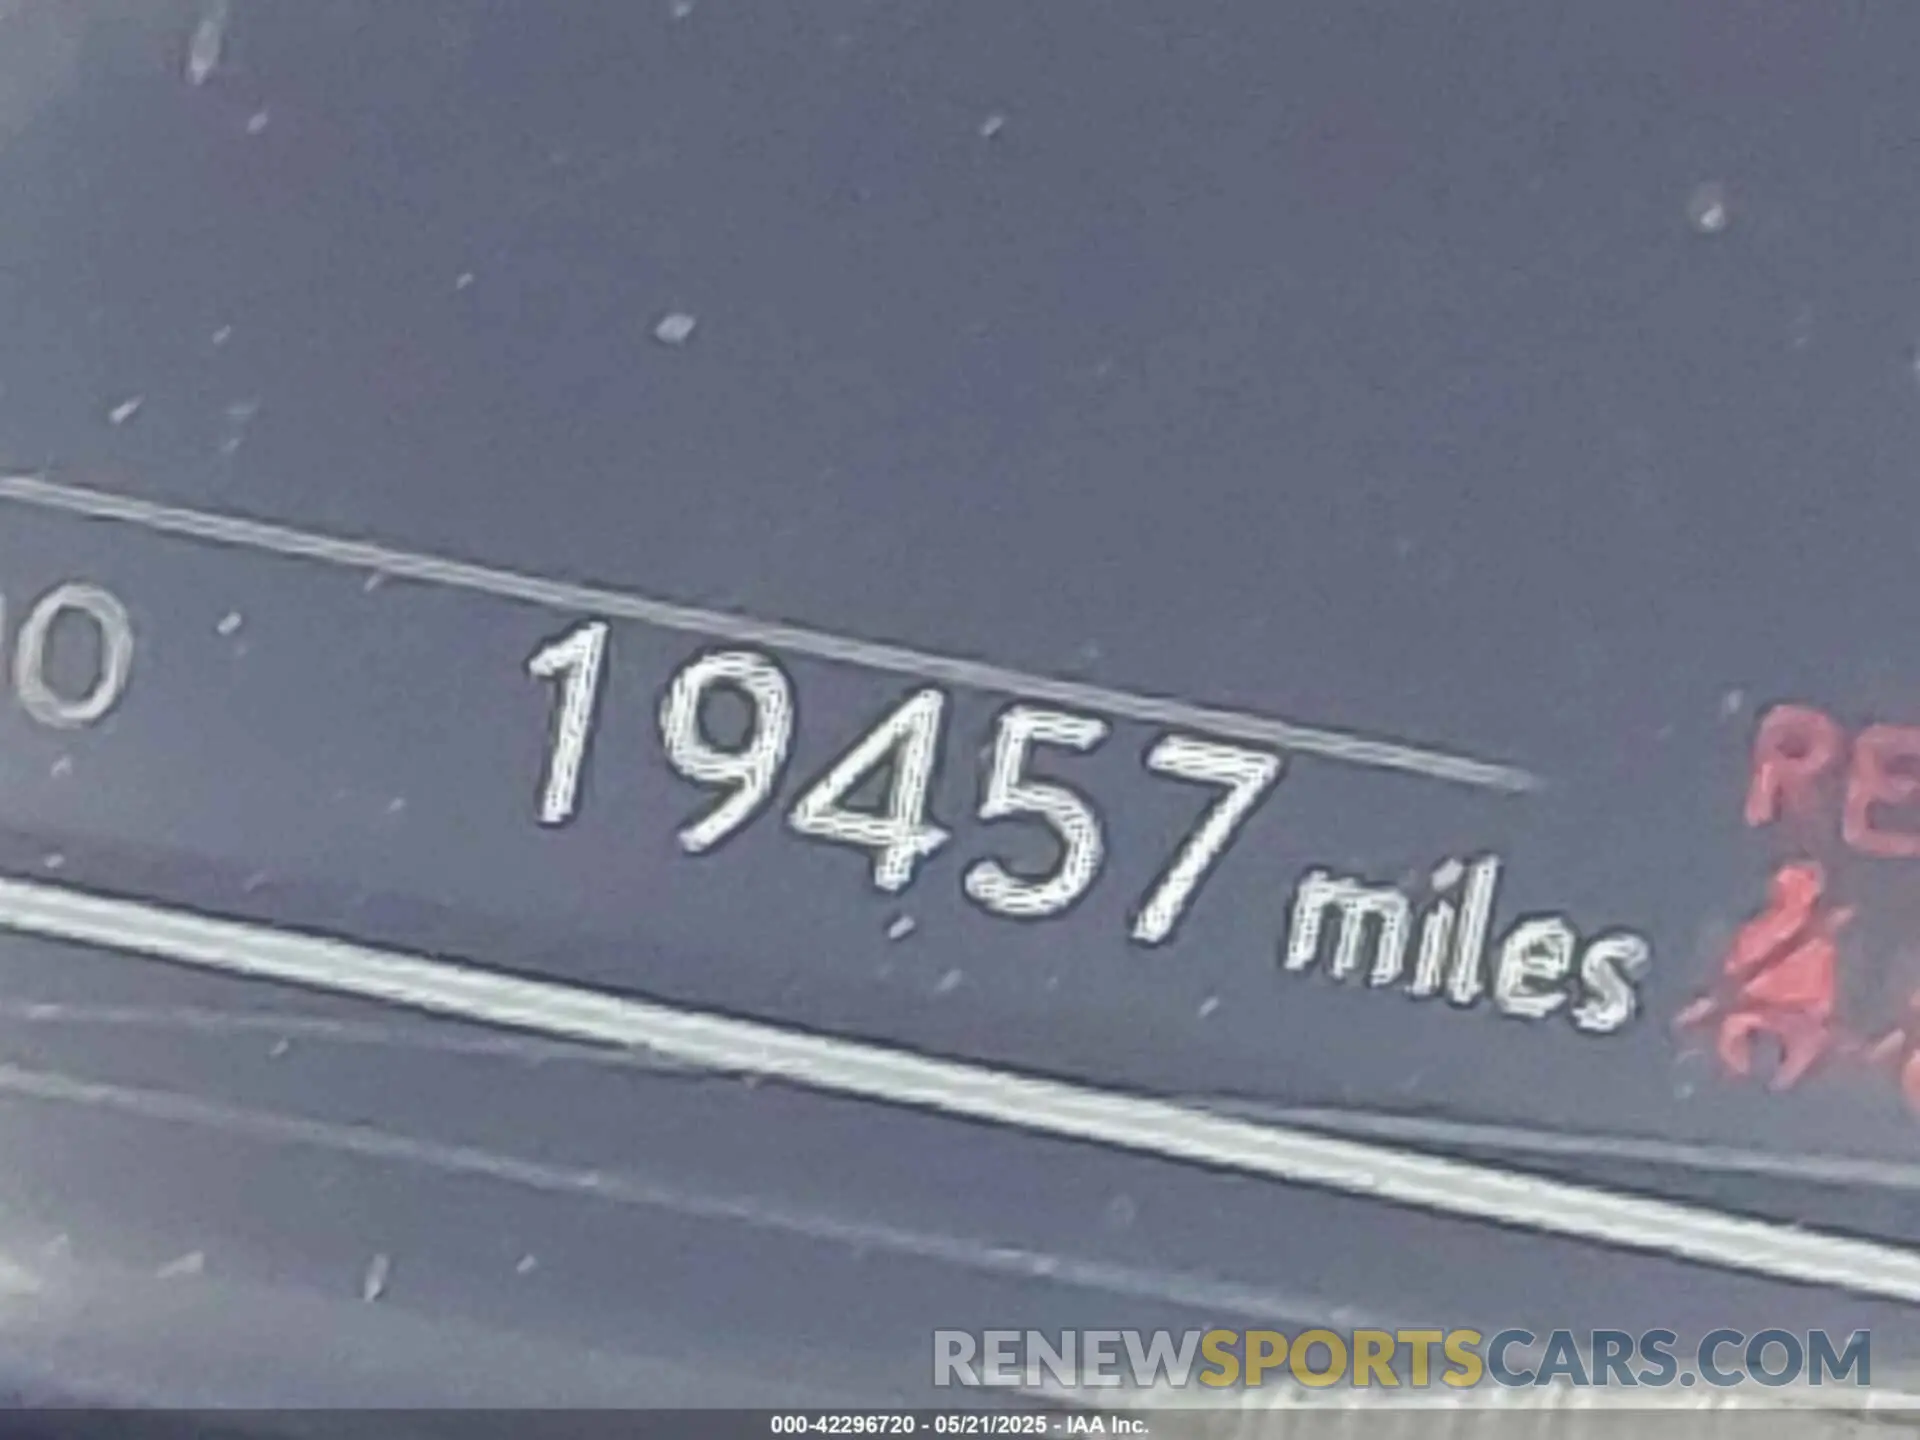 19457 miles
RENEWSPORTSCARS.COM
000-42296720 - 05/21/2025 - IAA Inc.